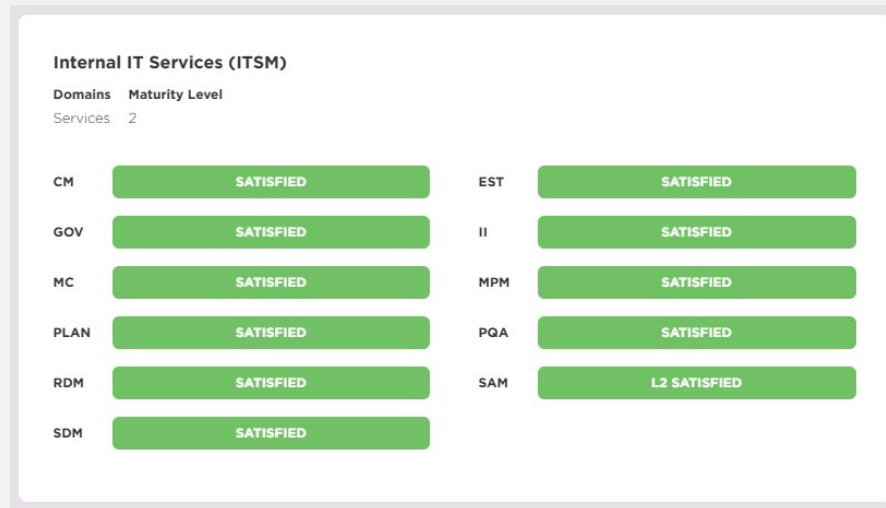 Internal IT Services (ITSM)
Domains Maturity Level
Services 2
CM SATISFIED EST SATISFIED
GOV SATISFIED II SATISFIED
MC SATISFIED MPM SATISFIED
PLAN SATISFIED PQA SATISFIED
RDM SATISFIED SAM L2 SATISFIED
SDM SATISFIED